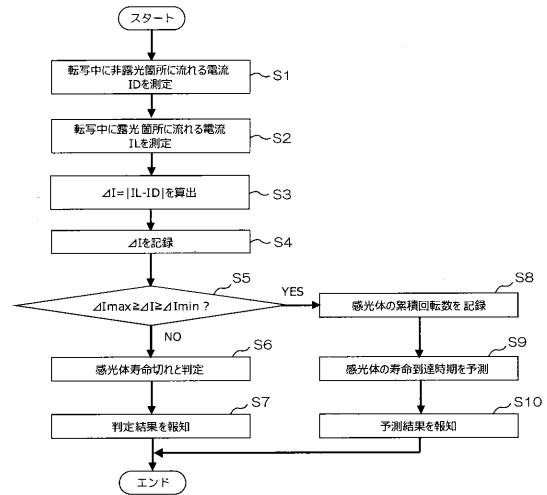 スタート
転写中に非露光箇所に流れる電流
IDを測定
S1
転写中に露光箇所に流れる電流
ILを測定
S2
⊿I=|IL-ID|を算出
S3
⊿Iを記録
S4
⊿Imax≧⊿I≧⊿Imin?
S5
YES
NO
感光体寿命切れと判定
S6
判定結果を報知
S7
感光体の累積回転数を記録
S8
感光体の寿命到達時期を予測
S9
予測結果を報知
S10
エンド